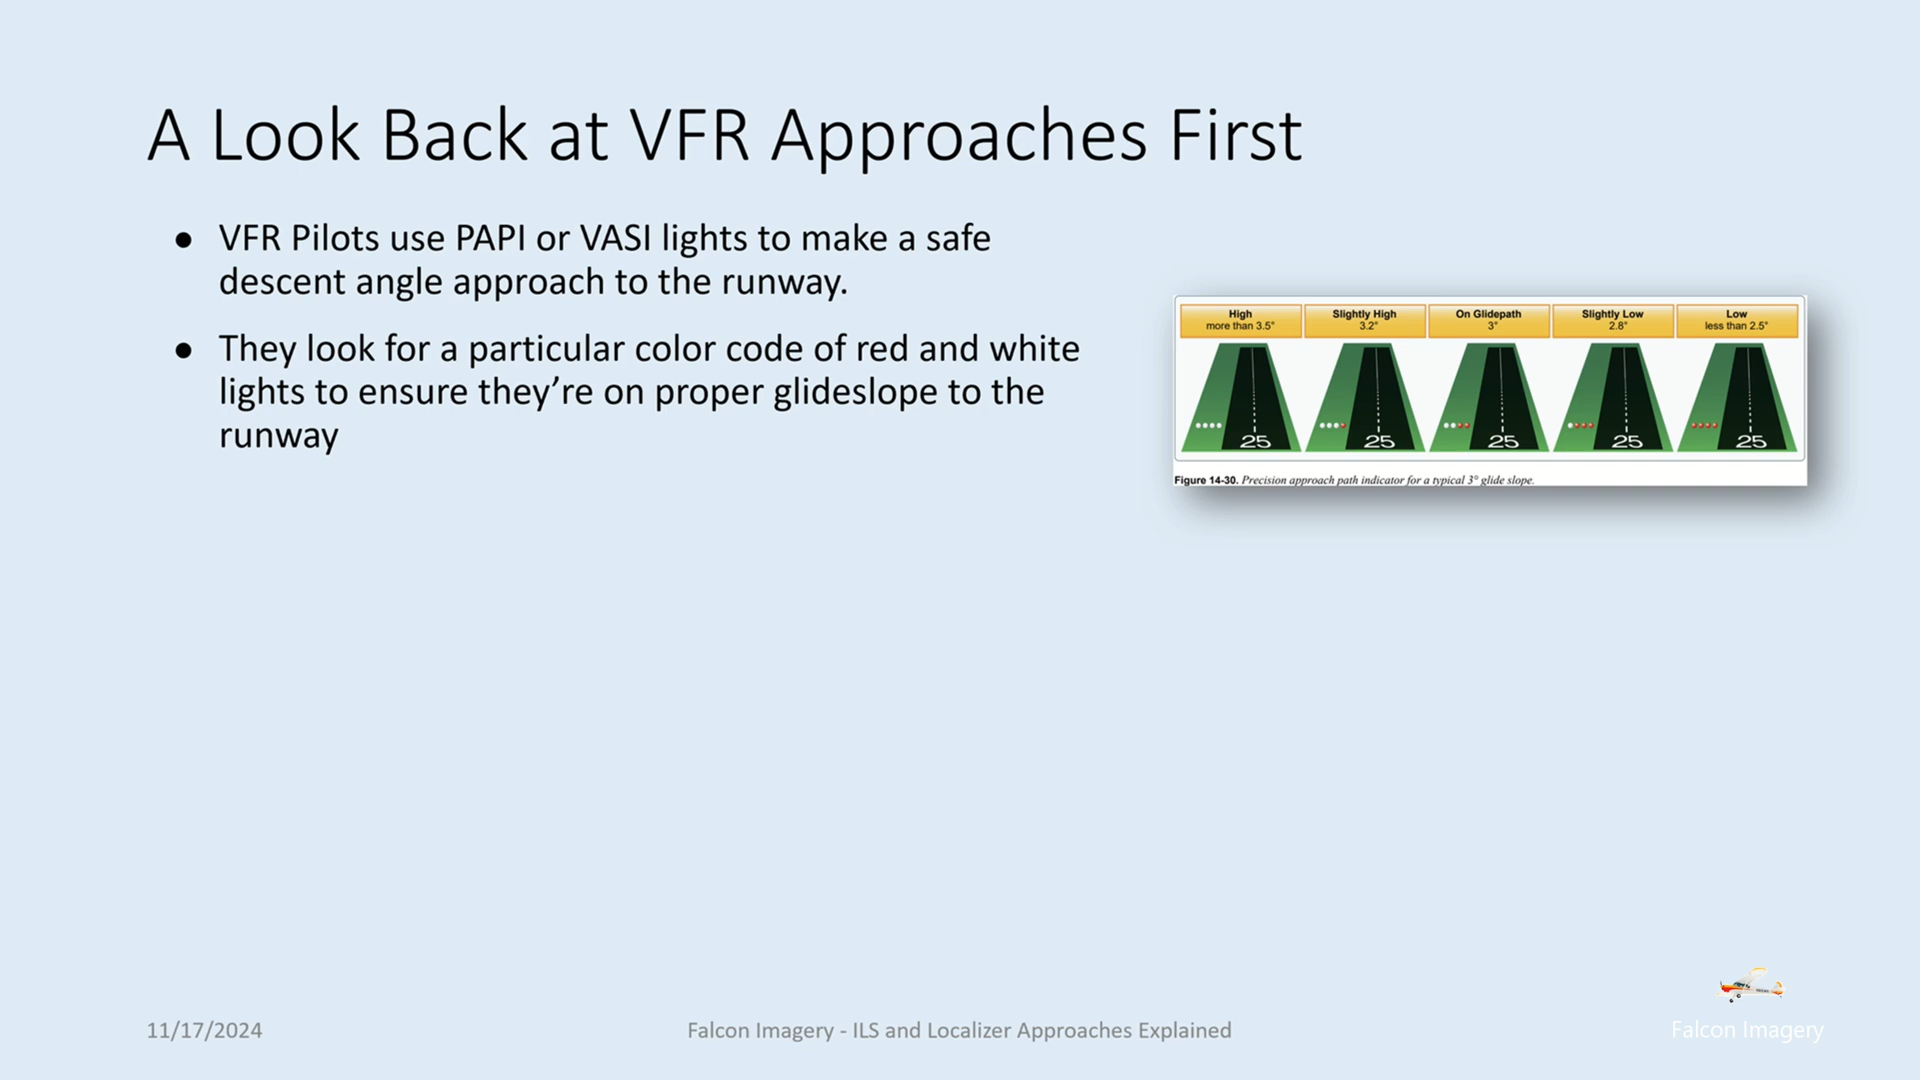 A Look Back at VFR Approaches First
● VFR Pilots use PAPI or VASI lights to make a safe
descent angle approach to the runway.
● They look for a particular color code of red and white
lights to ensure they’re on proper glideslope to the
runway
High
more than 3.5°
Slightly High
3.2°
On Glidepath
3°
Slightly Low
2.8°
Low
less than 2.5°
25
25
25
25
25
Figure 14-30. Precision approach path indicator for a typical 3° glide slope.
11/17/2024
Falcon Imagery - ILS and Localizer Approaches Explained
Falcon Imagery